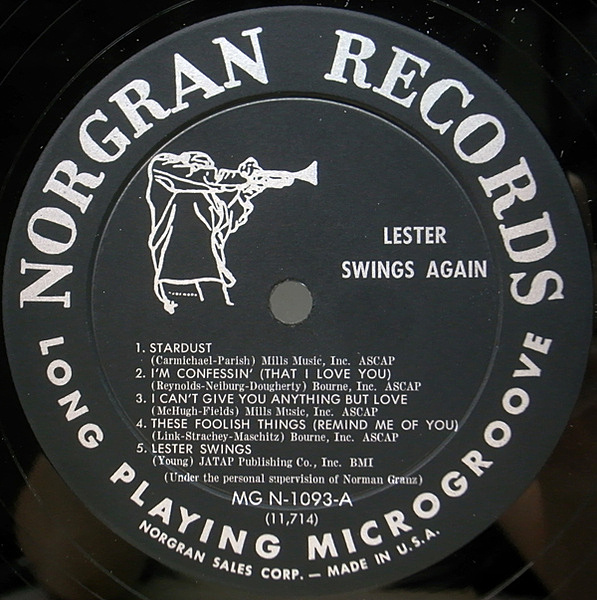 NORGRAN RECORDS
LESTER
SWINGS AGAIN
1. STARDUST
(Carmichael-Parish) Mills Music, Inc. ASCAP
2. I'M CONFESSIN' (THAT I LOVE YOU)
(Reynolds-Neiburg-Dougherty) Bourne, Inc. ASCAP
3. I CAN'T GIVE YOU ANYTHING BUT LOVE
(McHugh-Fields) Mills Music, Inc. ASCAP
4. THESE FOOLISH THINGS (REMIND ME OF YOU)
(Link-Strachey-Maschitz) Bourne, Inc. ASCAP
5. LESTER SWINGS
(Young) JATAP Publishing Co., Inc. BMI
(Under the personal supervision of Norman Granz)
MG N-1093-A
(11,714)
LONG PLAYING MICROGROOVE
NORGRAN SALES CORP. — MADE IN U.S.A.